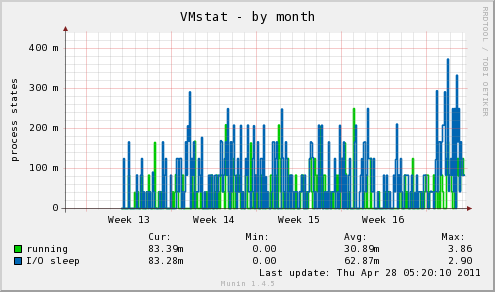 VMstat - by month
RRDTOOL / TOBI OETIKER
process states
400 m
300 m
200 m
100 m
0
Week 13 Week 14 Week 15 Week 16
Cur: Min: Avg: Max:
running 83.39m 0.00 30.89m 3.86
I/O sleep 83.28m 0.00 62.87m 2.90
Last update: Thu Apr 28 05:20:10 2011
Munin 1.4.5